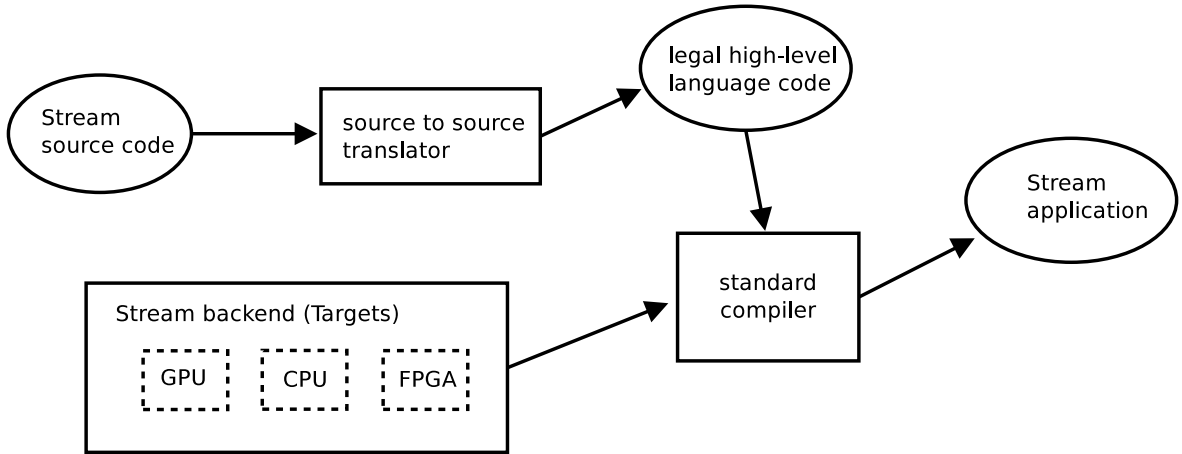 Stream
source code
source to source
translator
legal high-level
language code
Stream
application
standard
compiler
Stream backend (Targets)
GPU
CPU
FPGA